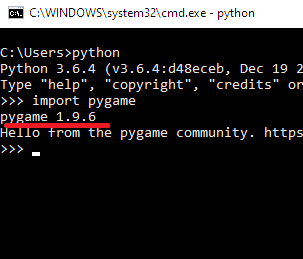 C:\WINDOWS\system32\cmd.exe - python
C:\Users>python
Python 3.6.4 (v3.6.4:d48eceb, Dec 19 2
Type "help", "copyright", "credits" or
>>> import pygame
pygame 1.9.6
Hello from the pygame community. https
>>>